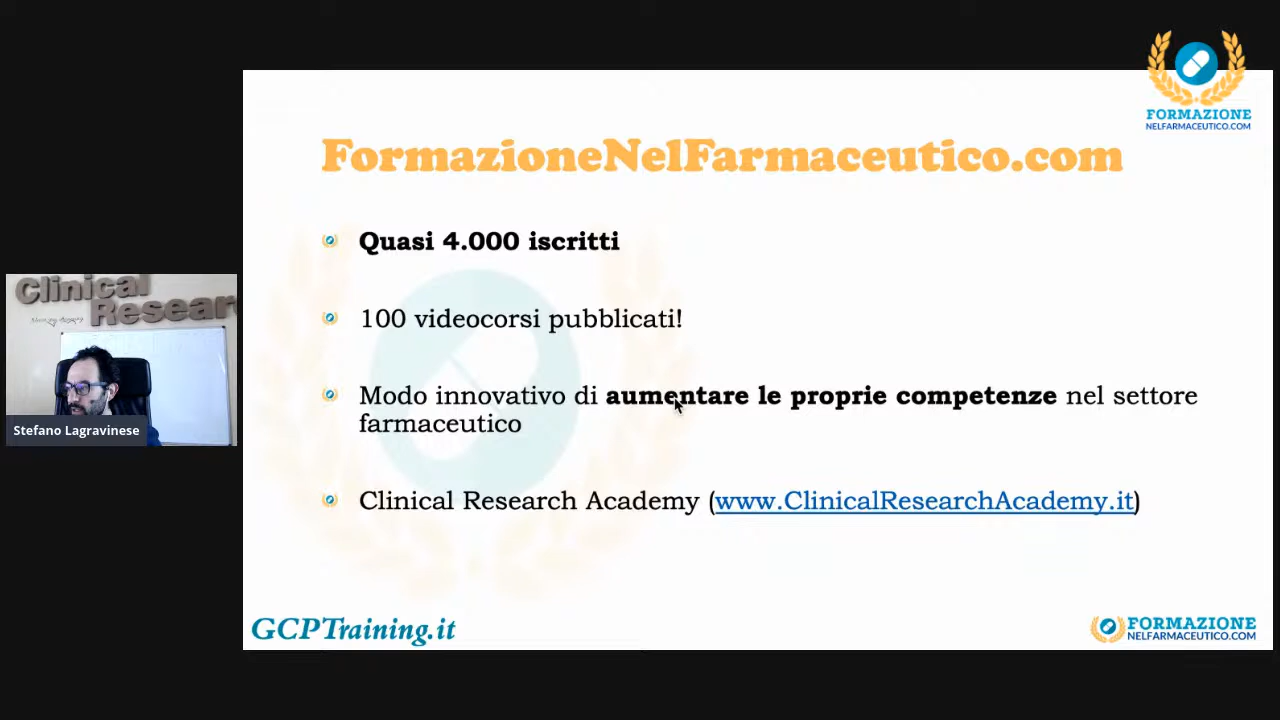 FORMAZIONE
NELFARMACEUTICO.COM
FormazioneNelFarmaceutico.com
Quasi 4.000 iscritti
100 videocorsi pubblicati!
Modo innovativo di aumentare le proprie competenze nel settore
farmaceutico
Clinical Research Academy (www.ClinicalResearchAcademy.it)
Clinical
Researc
Stefano Lagravinese
GCPTraining.it
FORMAZIONE
NELFARMACEUTICO.COM